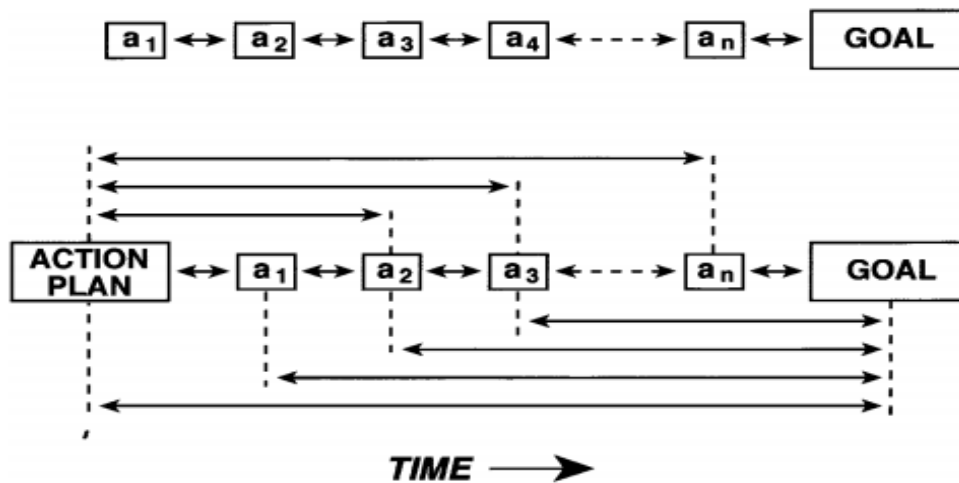 a1 a2 a3 a4 an GOAL
ACTION
PLAN
a1 a2 a3 an GOAL
TIME